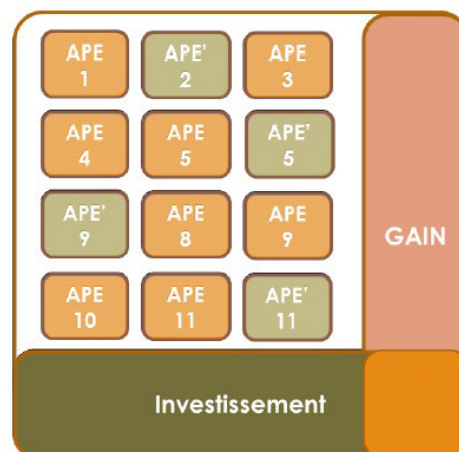 APE APE' APE
1 2 3
APE APE APE'
4 5 5
APE' APE APE
9 8 9
GAIN
APE APE APE'
10 11 11
Investissement